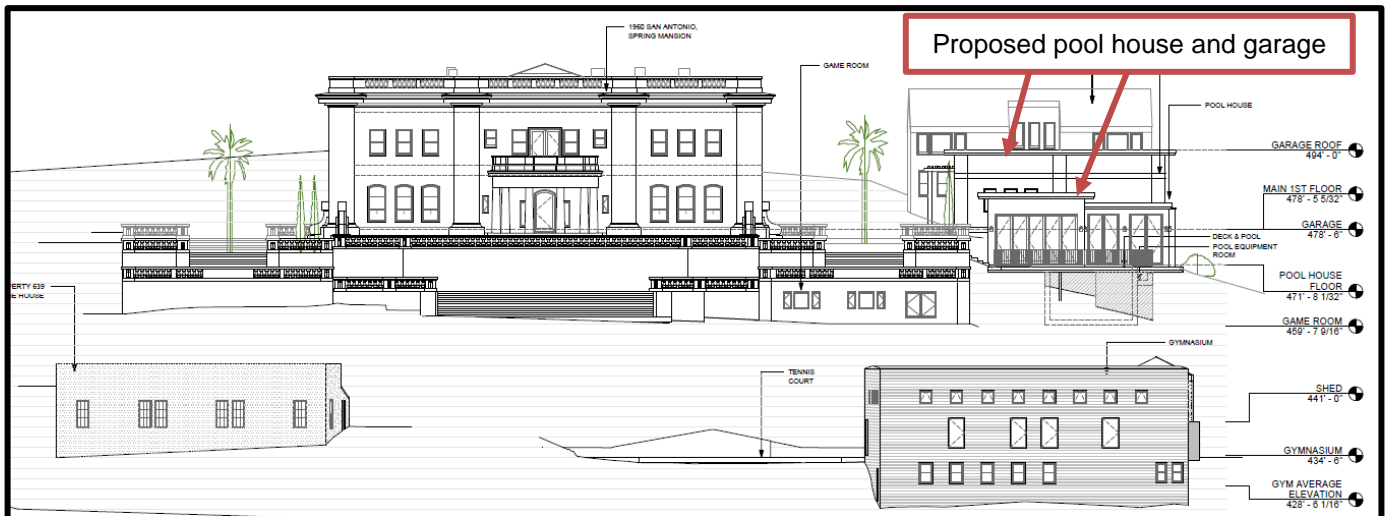 1960 SAN ANTONIO,
SPRING MANSION
GAME ROOM
Proposed pool house and garage
POOL HOUSE
GARAGE ROOF
494' - 0"
MAIN 1ST FLOOR
478' - 5 5/32"
GARAGE
478' - 6"
DECK & POOL
POOL EQUIPMENT
ROOM
POOL HOUSE
FLOOR
471' - 8 1/32"
GAME ROOM
459' - 7 9/16"
PERTY 639
SE HOUSE
GYMNASIUM
TENNIS
COURT
SHED
441' - 0"
GYMNASIUM
434' - 6"
GYM AVERAGE
ELEVATION
428' - 6 1/16"